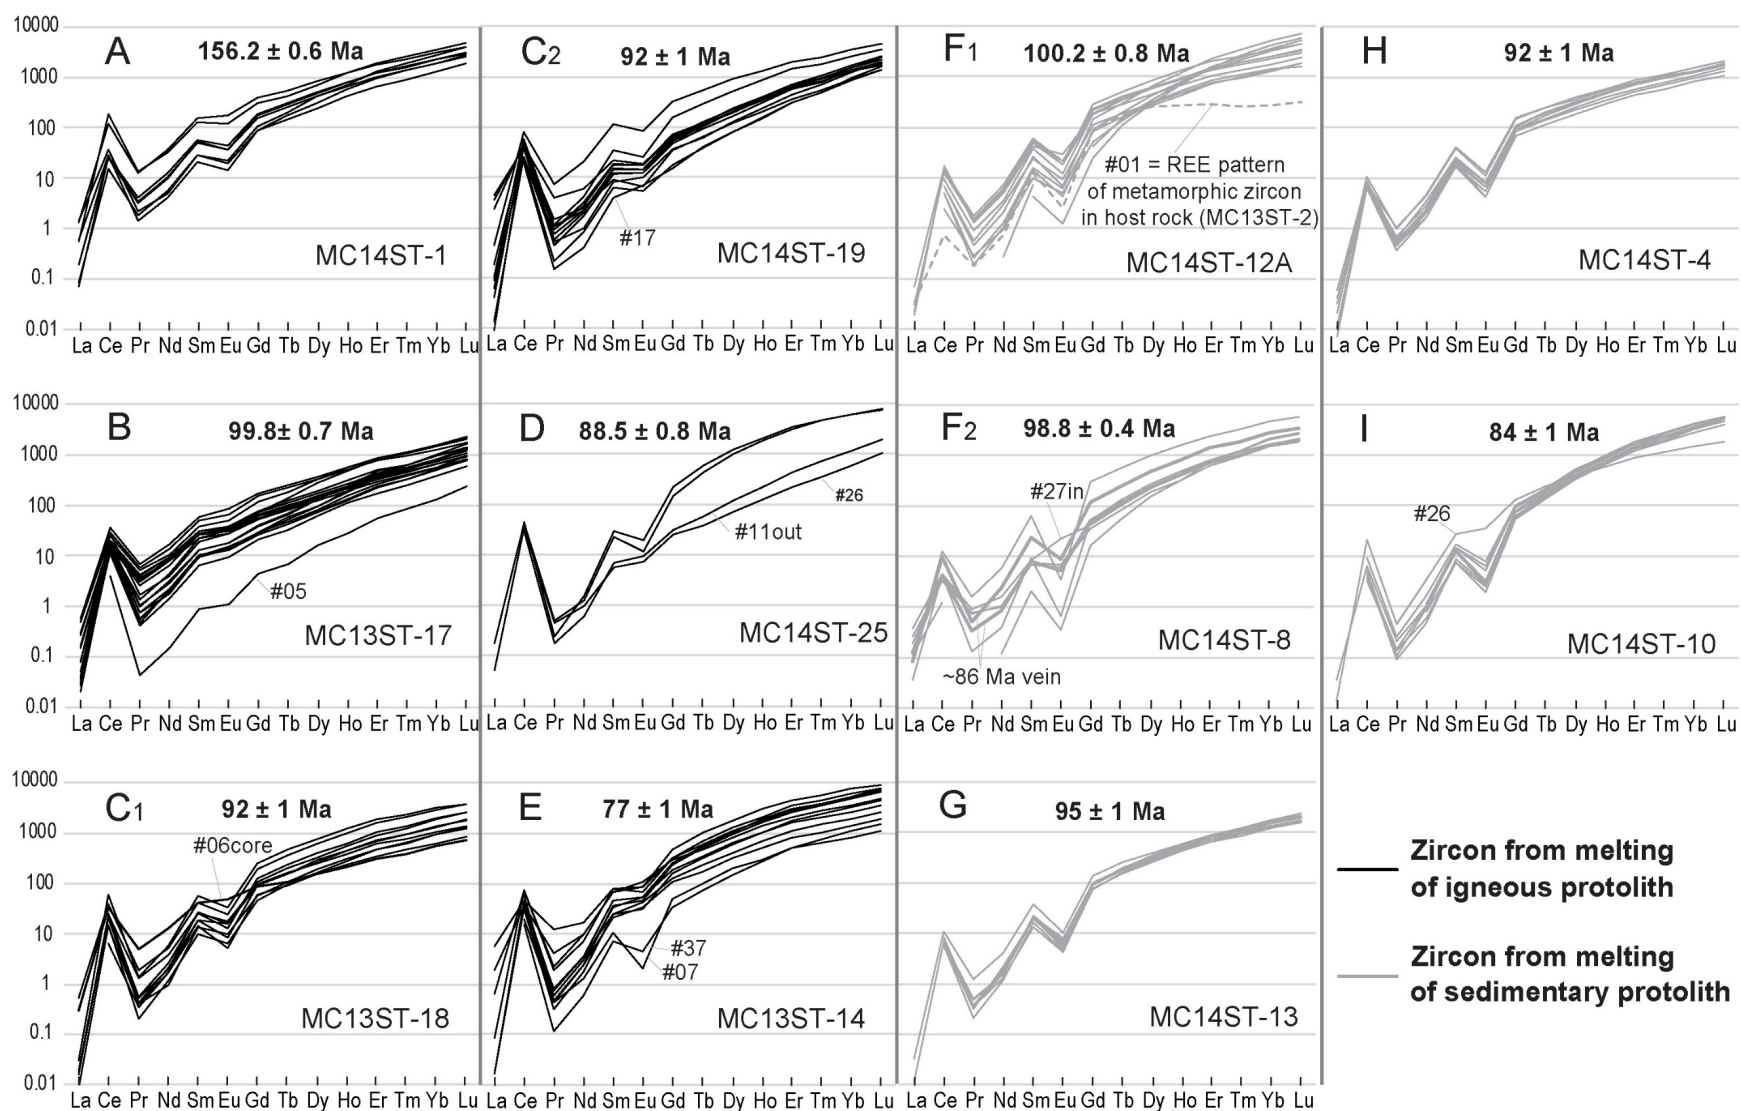 10000
1000
100
10
1
0.1
0.01
A
156.2 ± 0.6 Ma
MC14ST-1
La Ce Pr Nd Sm Eu Gd Tb Dy Ho Er Tm Yb Lu
C2
92 ± 1 Ma
#17
MC14ST-19
La Ce Pr Nd Sm Eu Gd Tb Dy Ho Er Tm Yb Lu
F1
100.2 ± 0.8 Ma
#01 = REE pattern
of metamorphic zircon
in host rock (MC13ST-2)
MC14ST-12A
La Ce Pr Nd Sm Eu Gd Tb Dy Ho Er Tm Yb Lu
H
92 ± 1 Ma
MC14ST-4
La Ce Pr Nd Sm Eu Gd Tb Dy Ho Er Tm Yb Lu
10000
1000
100
10
1
0.1
0.01
B
99.8± 0.7 Ma
#05
MC13ST-17
La Ce Pr Nd Sm Eu Gd Tb Dy Ho Er Tm Yb Lu
D
88.5 ± 0.8 Ma
#26
#11out
MC14ST-25
La Ce Pr Nd Sm Eu Gd Tb Dy Ho Er Tm Yb Lu
F2
98.8 ± 0.4 Ma
#27in
MC14ST-8
~86 Ma vein
La Ce Pr Nd Sm Eu Gd Tb Dy Ho Er Tm Yb Lu
I
84 ± 1 Ma
#26
MC14ST-10
La Ce Pr Nd Sm Eu Gd Tb Dy Ho Er Tm Yb Lu
10000
1000
100
10
1
0.1
0.01
C1
92 ± 1 Ma
#06core
MC13ST-18
La Ce Pr Nd Sm Eu Gd Tb Dy Ho Er Tm Yb Lu
E
77 ± 1 Ma
#37
#07
MC13ST-14
La Ce Pr Nd Sm Eu Gd Tb Dy Ho Er Tm Yb Lu
G
95 ± 1 Ma
MC14ST-13
La Ce Pr Nd Sm Eu Gd Tb Dy Ho Er Tm Yb Lu
Zircon from melting
of igneous protolith
Zircon from melting
of sedimentary protolith